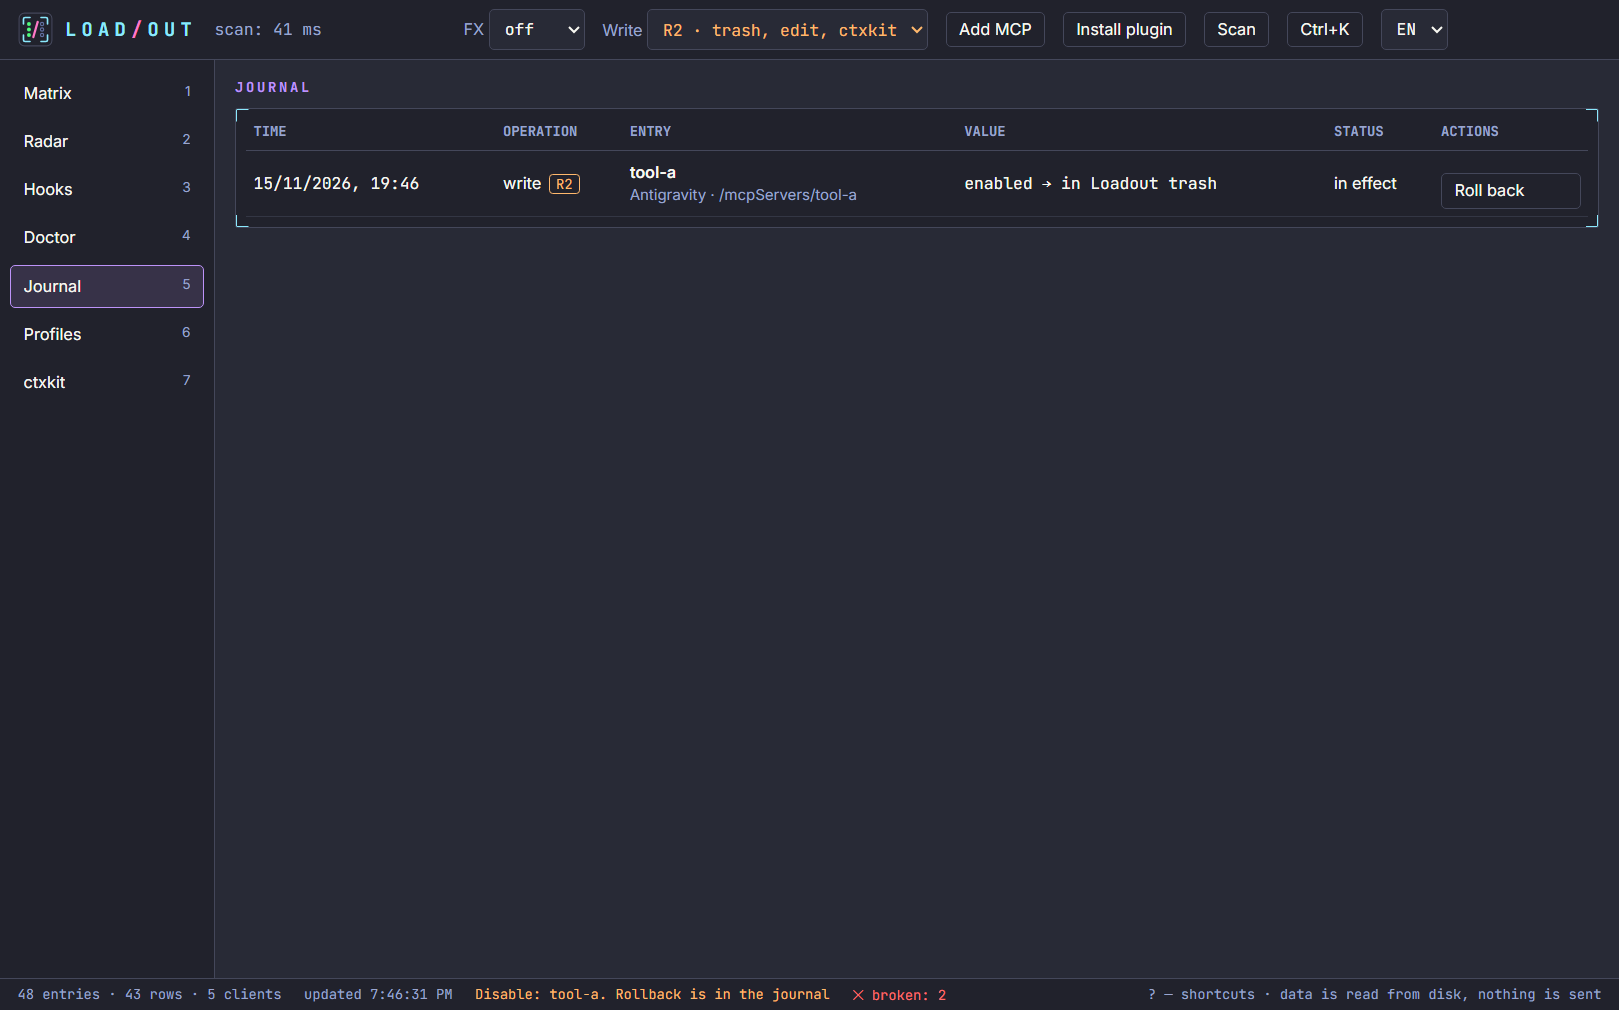 LOAD/OUT scan: 41 ms FX off Write R2 · trash, edit, ctxkit Add MCP Install plugin Scan Ctrl+K EN
Matrix 1
Radar 2
Hooks 3
Doctor 4
Journal 5
Profiles 6
ctxkit 7
JOURNAL
TIME OPERATION ENTRY VALUE STATUS ACTIONS
15/11/2026, 19:46 write R2 tool-a enabled → in Loadout trash in effect Roll back
Antigravity · /mcpServers/tool-a
48 entries · 43 rows · 5 clients updated 7:46:31 PM Disable: tool-a. Rollback is in the journal ✕ broken: 2 ? — shortcuts · data is read from disk, nothing is sent